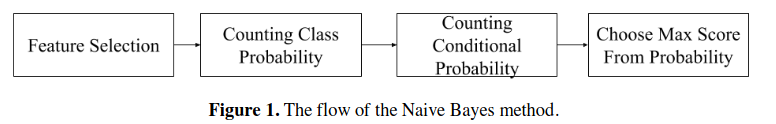 Feature Selection
Counting Class
Probability
Counting
Conditional
Probability
Choose Max Score
From Probability
Figure 1. The flow of the Naive Bayes method.